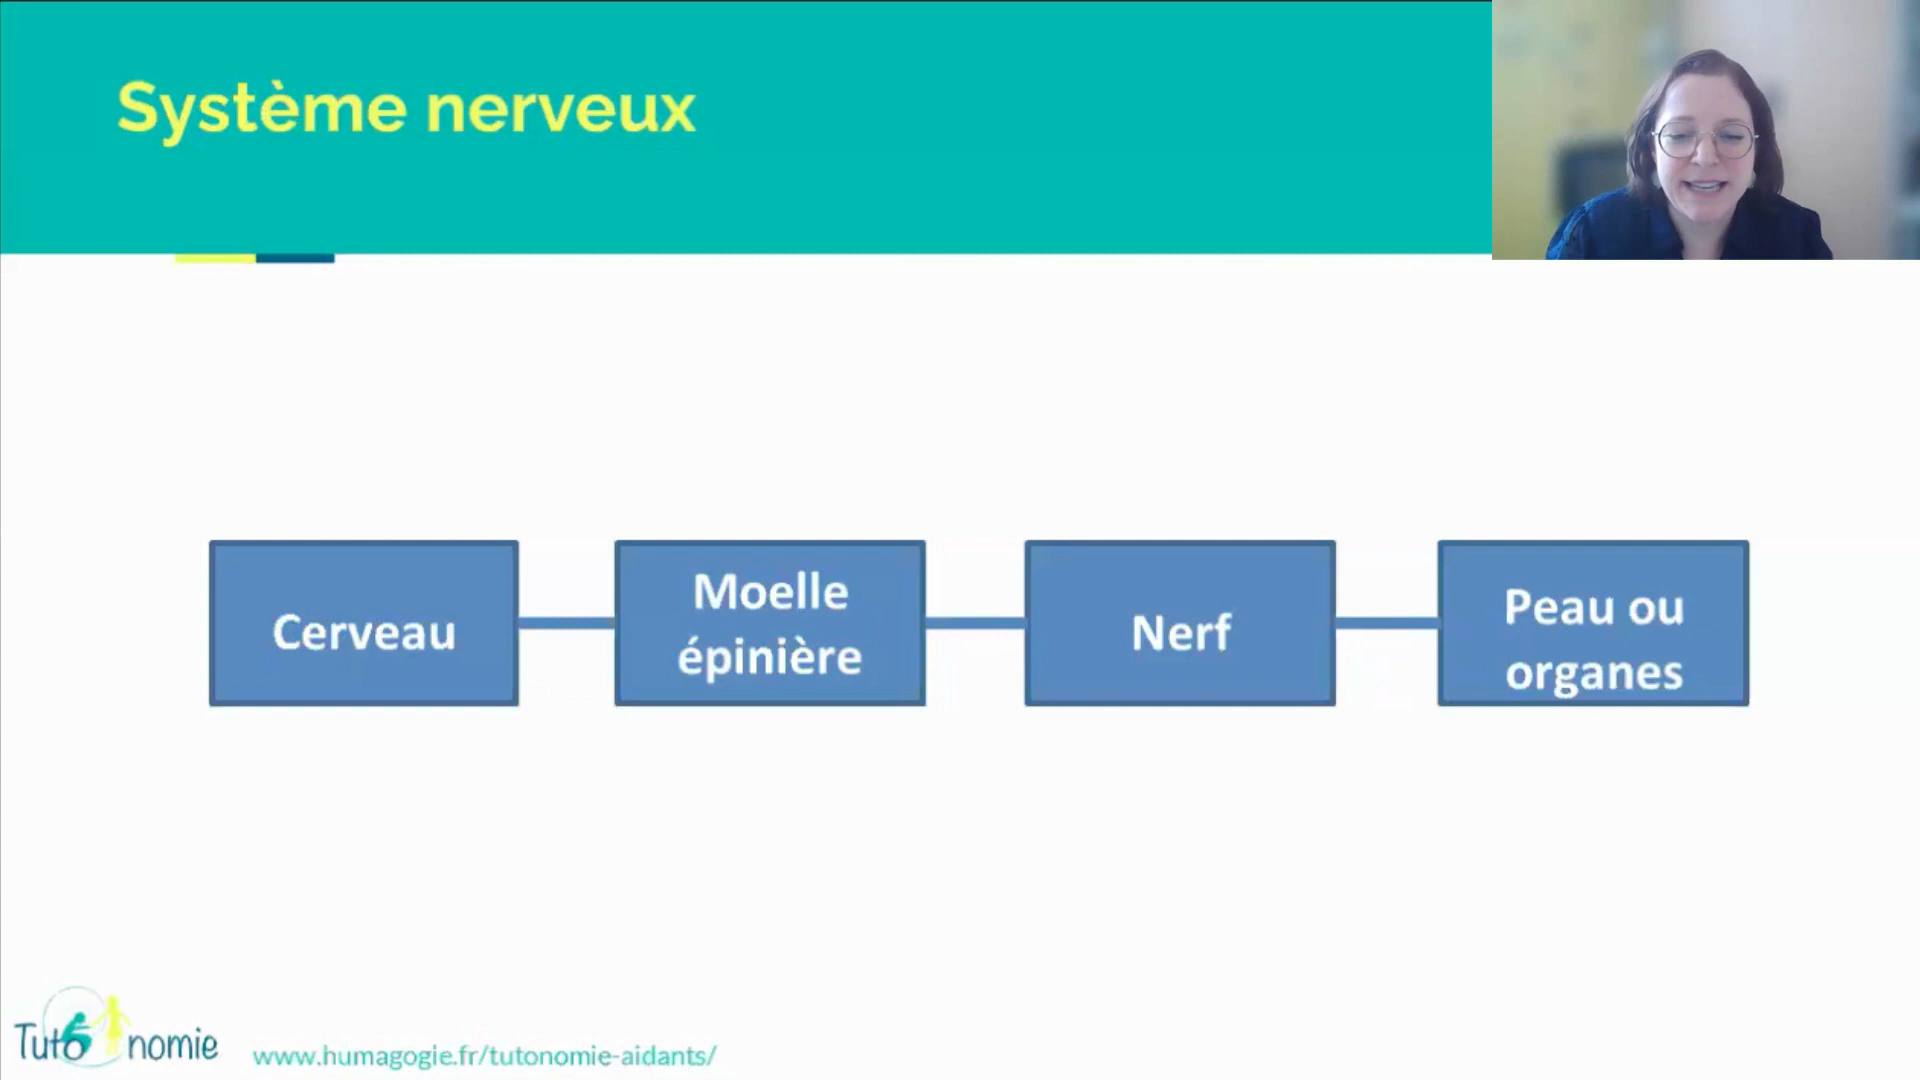 Système nerveux
Cerveau
Moelle
épinière
Nerf
Peau ou
organes
Tutonomie
www.humagogie.fr/tutonomie-aidants/